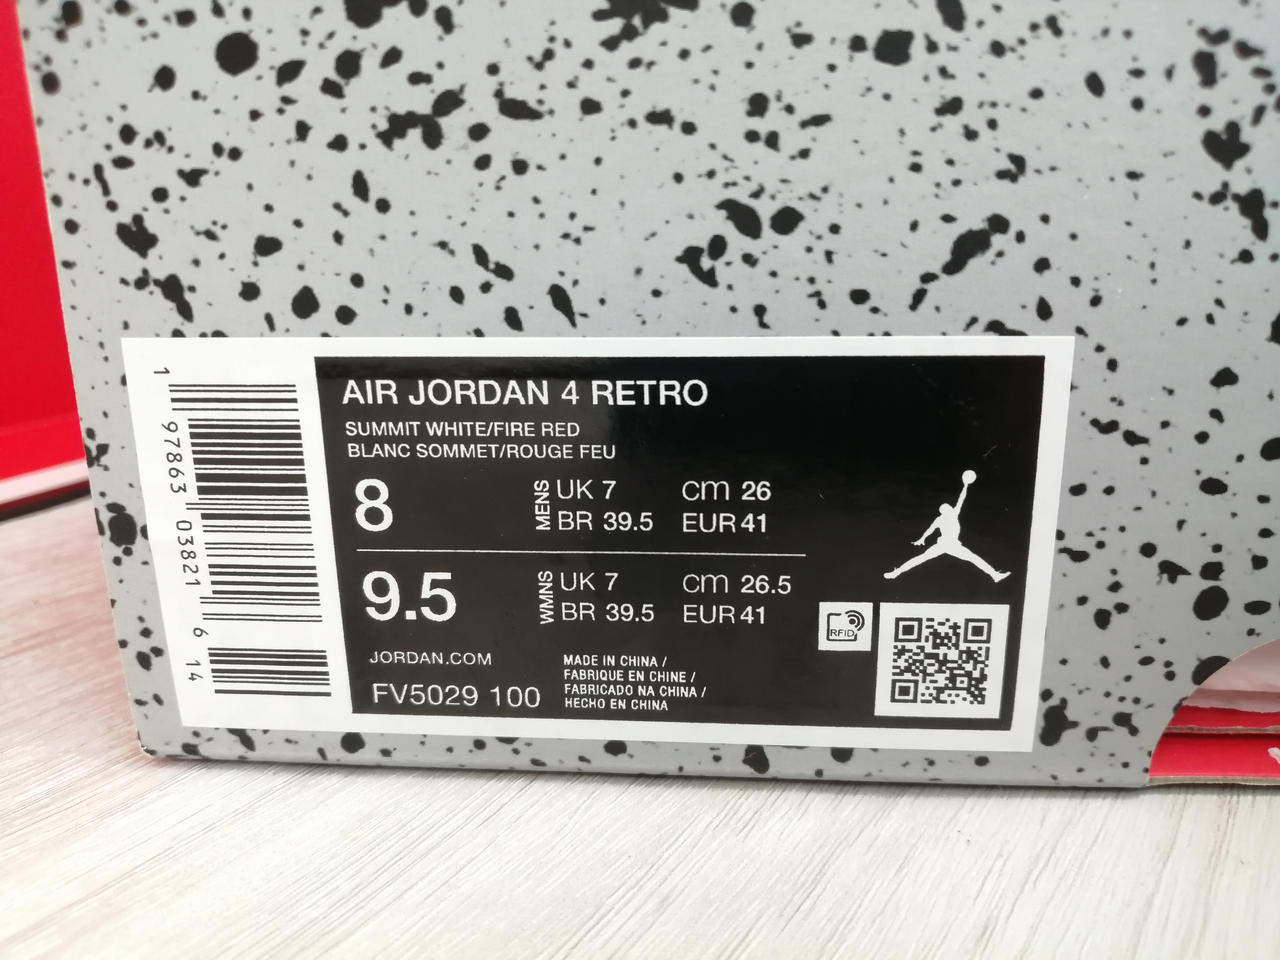 1 97863 03821 6 14
AIR JORDAN 4 RETRO
SUMMIT WHITE/FIRE RED
BLANC SOMMET/ROUGE FEU
8 MENS UK 7 cm 26
BR 39.5 EUR 41
9.5 WMNS UK 7 cm 26.5
BR 39.5 EUR 41
RFID
JORDAN.COM
FV5029 100
MADE IN CHINA /
FABRIQUE EN CHINE /
FABRICADO NA CHINA /
HECHO EN CHINA